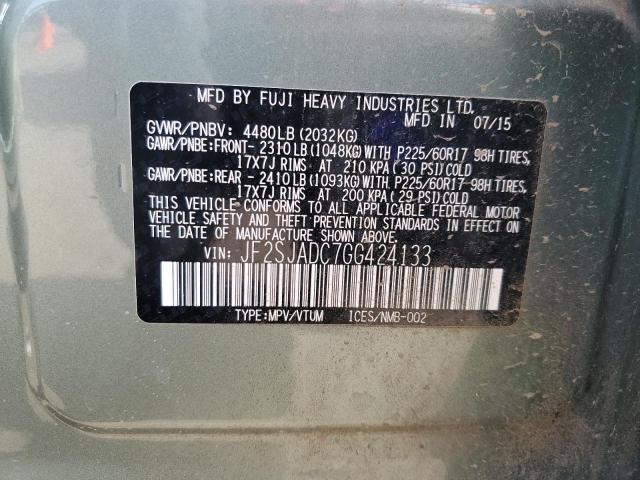 MFD BY FUJI HEAVY INDUSTRIES LTD.
MFD IN 07/15
GVWR/PNBV: 4480LB(2032KG)
GAWR/PNBE:FRONT- 2310LB(1048KG)WITH P225/60R17 98H TIRES,
17X7J RIMS AT 210 KPA(30 PSI)COLD
GAWR/PNBE:REAR - 2410LB(1093KG)WITH P225/60R17 98H TIRES,
17X7J RIMS AT 200 KPA(29 PSI)COLD
THIS VEHICLE CONFORMS TO ALL APPLICABLE FEDERAL MOTOR
VEHICLE SAFETY AND THEFT PREVENTION STANDARDS IN EFFECT ON
THE DATE OF MANUFACTURE SHOWN ABOVE.
VIN: JF2SJADC7GG424133
TYPE:MPV/VTUM ICES/NMB-002